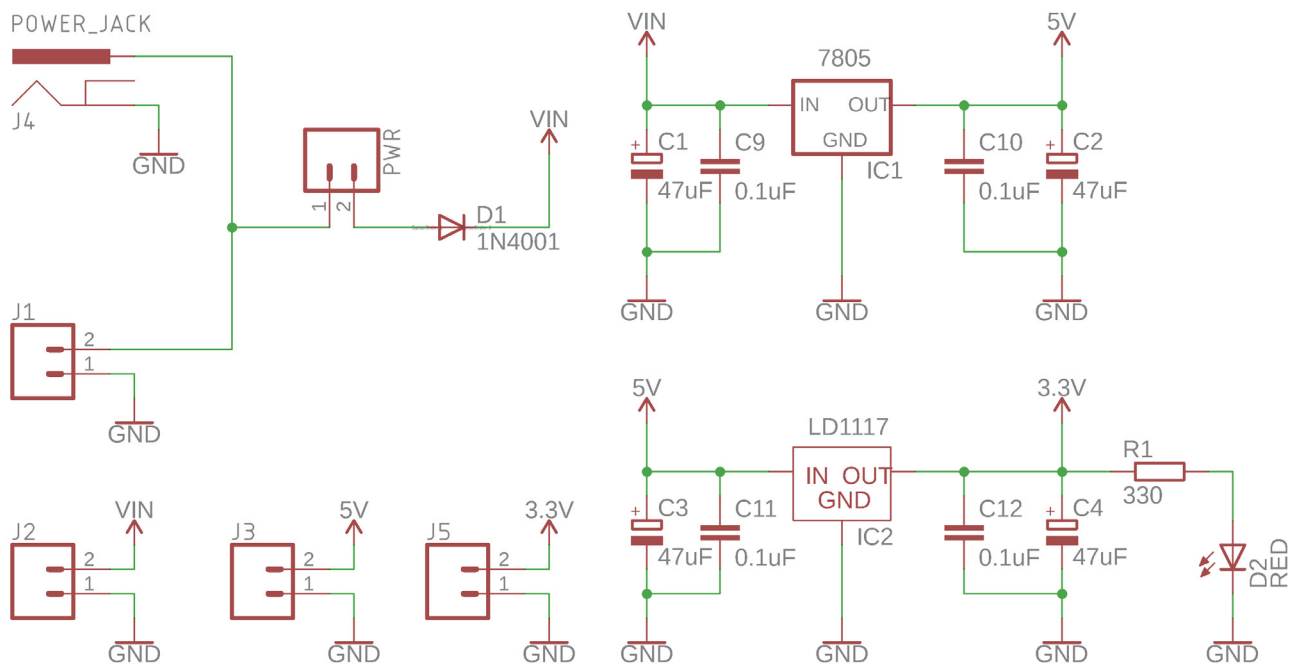 POWER_JACK
J4
GND
PWR
1
2
VIN
D1
1N4001
J1
2
1
GND
J2
VIN
2
1
GND
J3
5V
2
1
GND
J5
3.3V
2
1
GND
VIN
5V
7805
IN OUT
GND
IC1
+
C1
47uF
C9
0.1uF
C10
0.1uF
+
C2
47uF
GND
GND
GND
5V
3.3V
LD1117
IN OUT
GND
IC2
+
C3
47uF
C11
0.1uF
C12
0.1uF
+
C4
47uF
R1
330
D2
RED
GND
GND
GND
GND